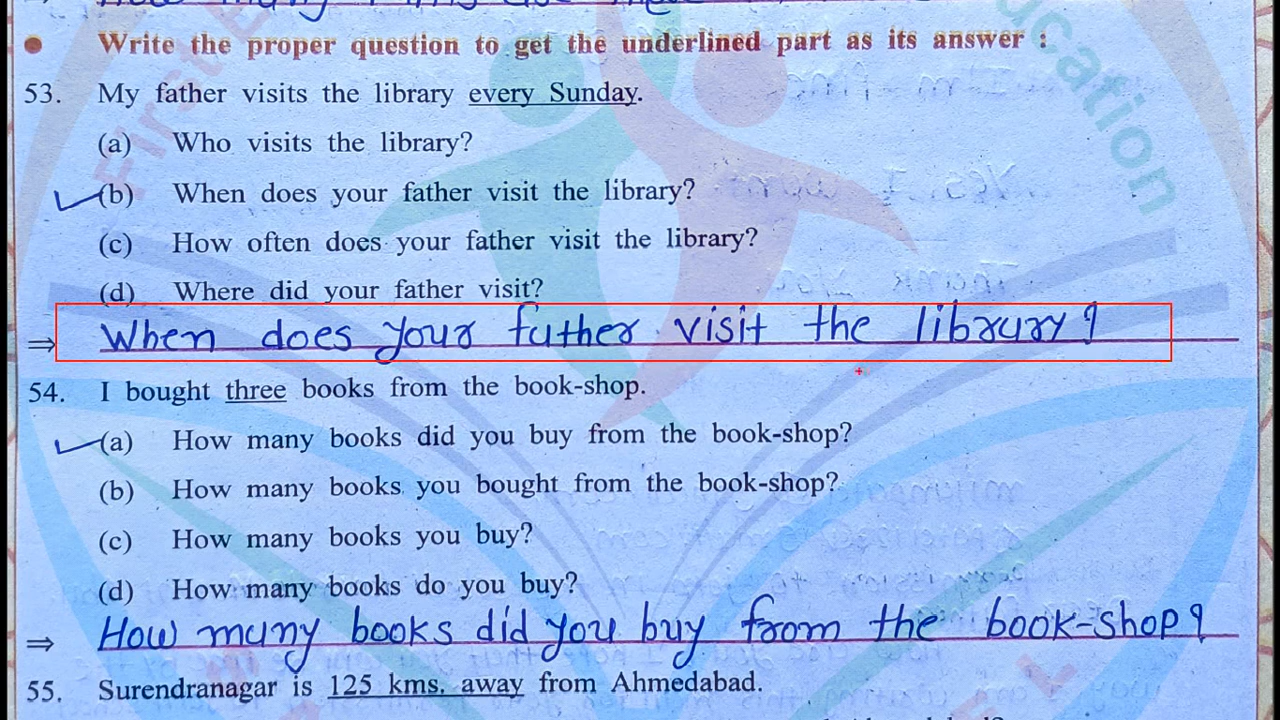 How many
Write the proper question to get the underlined part as its answer :
53. My father visits the library every Sunday.
(a) Who visits the library?
(b) When does your father visit the library?
(c) How often does your father visit the library?
(d) Where did your father visit?
⇒ When does your father visit the library?
54. I bought three books from the book-shop.
(a) How many books did you buy from the book-shop?
(b) How many books you bought from the book-shop?
(c) How many books you buy?
(d) How many books do you buy?
⇒ How many books did you buy from the book-shop?
55. Surendranagar is 125 kms. away from Ahmedabad.